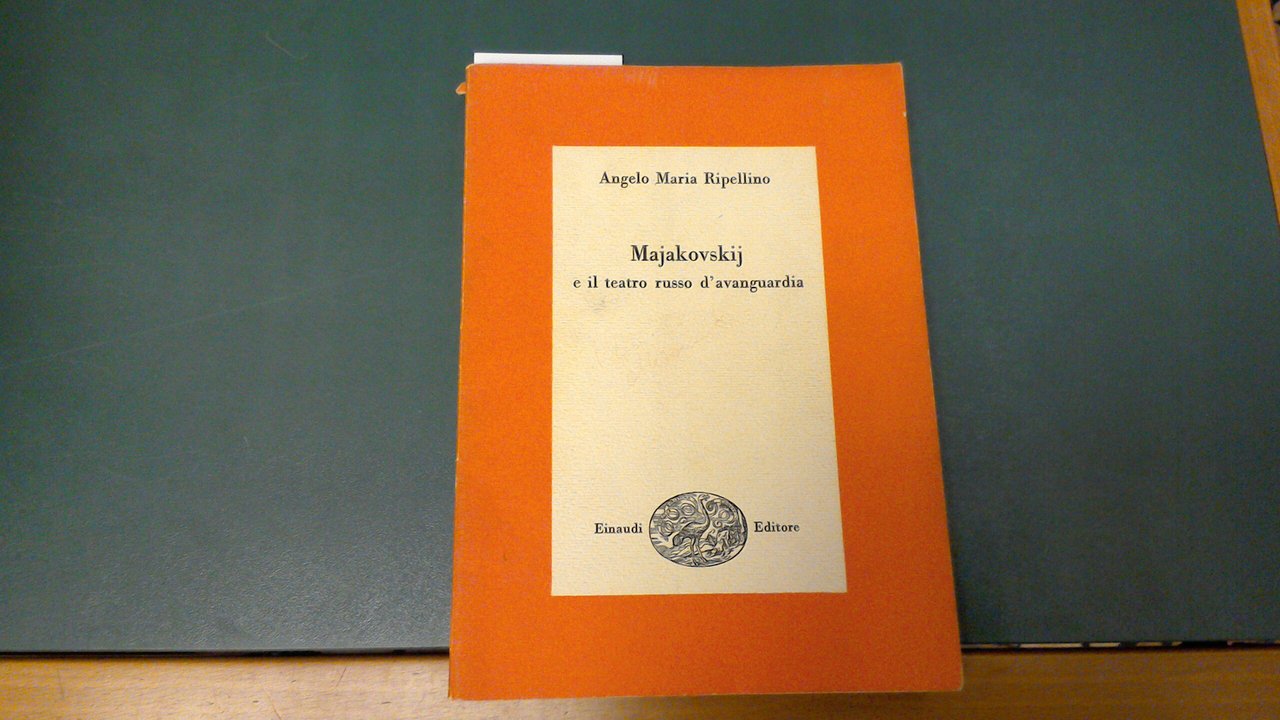 Angelo Maria Ripellino
Majakovskij
e il teatro russo d'avanguardia
Einaudi Editore